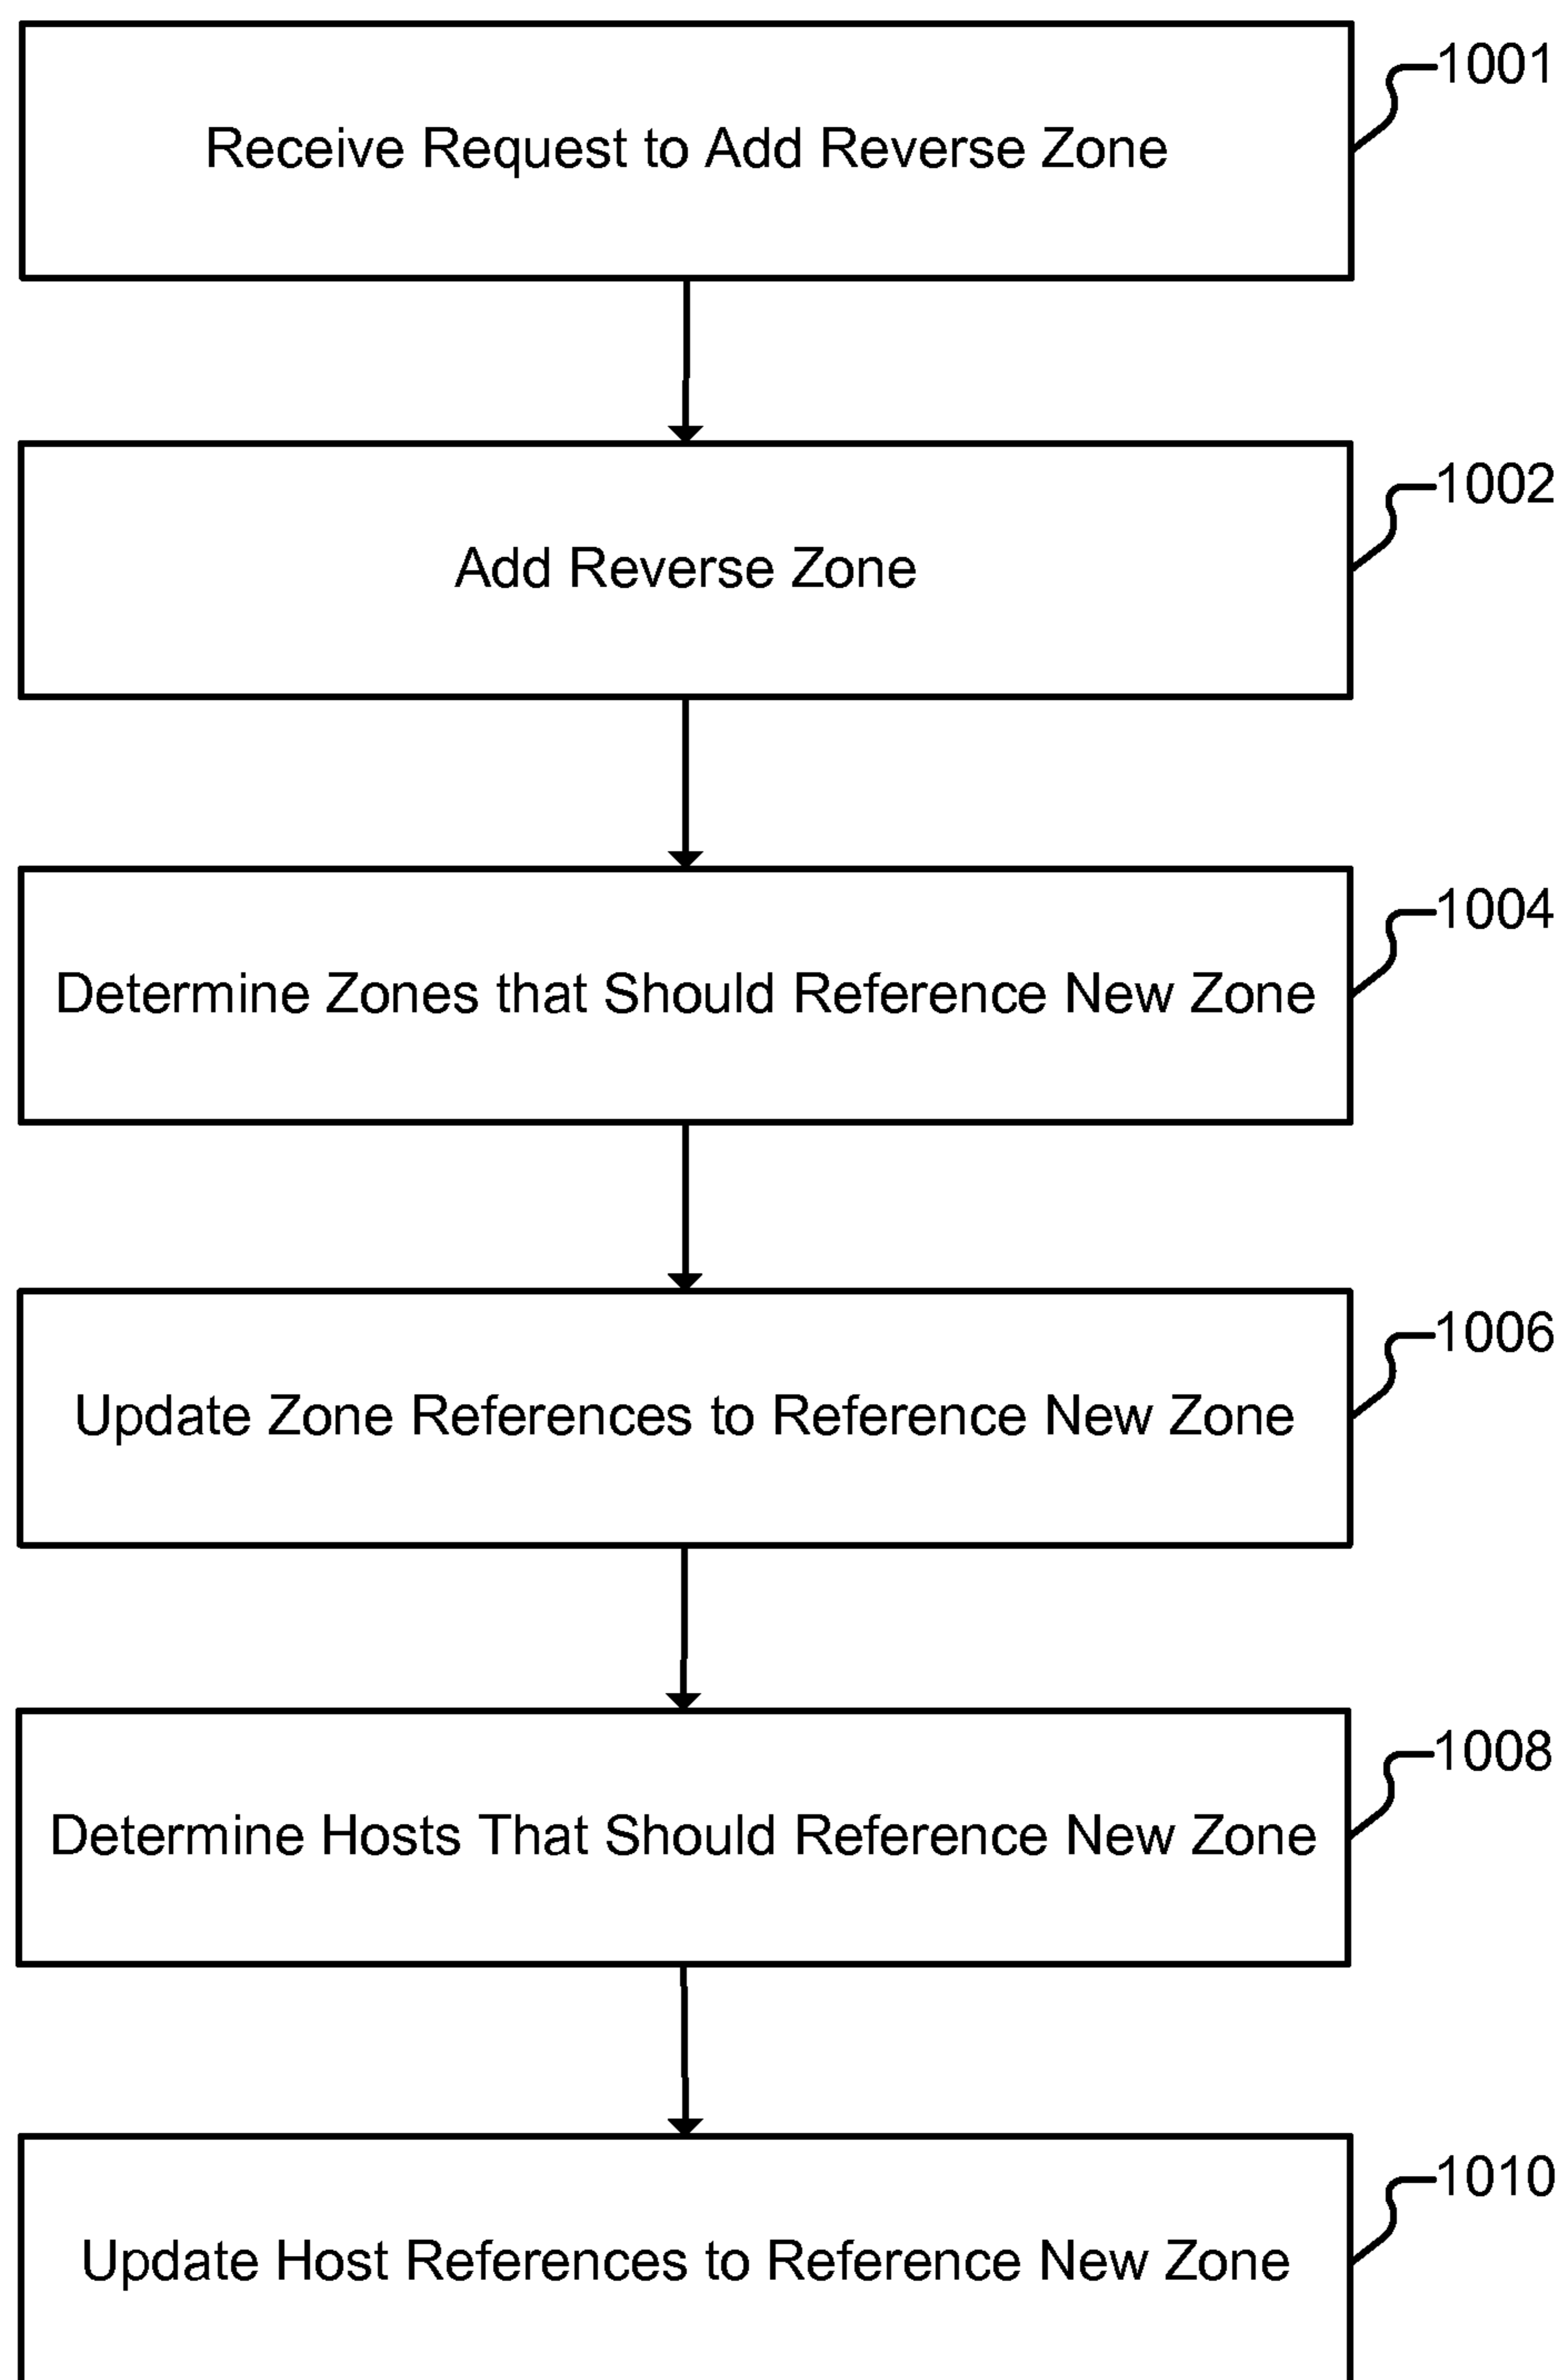 1001
Receive Request to Add Reverse Zone
1002
Add Reverse Zone
1004
Determine Zones that Should Reference New Zone
1006
Update Zone References to Reference New Zone
1008
Determine Hosts That Should Reference New Zone
1010
Update Host References to Reference New Zone